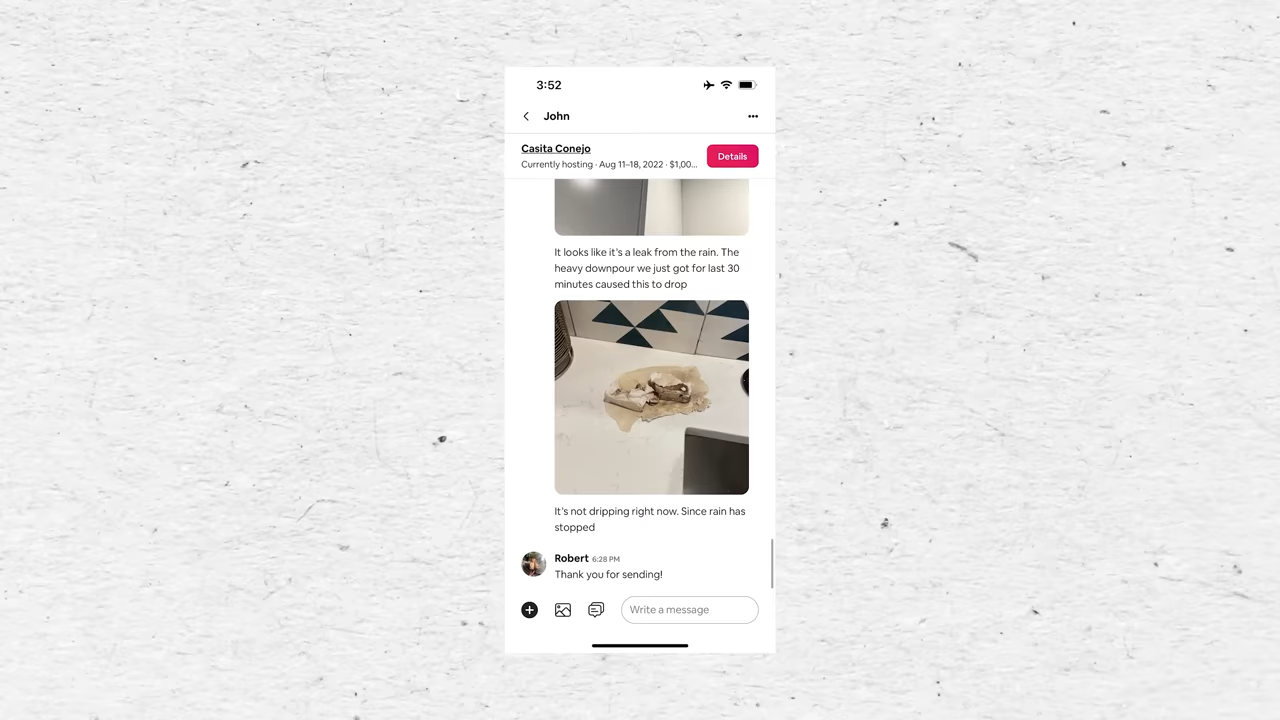 3:52
John
Casita Conejo
Currently hosting · Aug 11–18, 2022 · $1,00...
Details
It looks like it's a leak from the rain. The
heavy downpour we just got for last 30
minutes caused this to drop
It's not dripping right now. Since rain has
stopped
Robert 6:28 PM
Thank you for sending!
Write a message